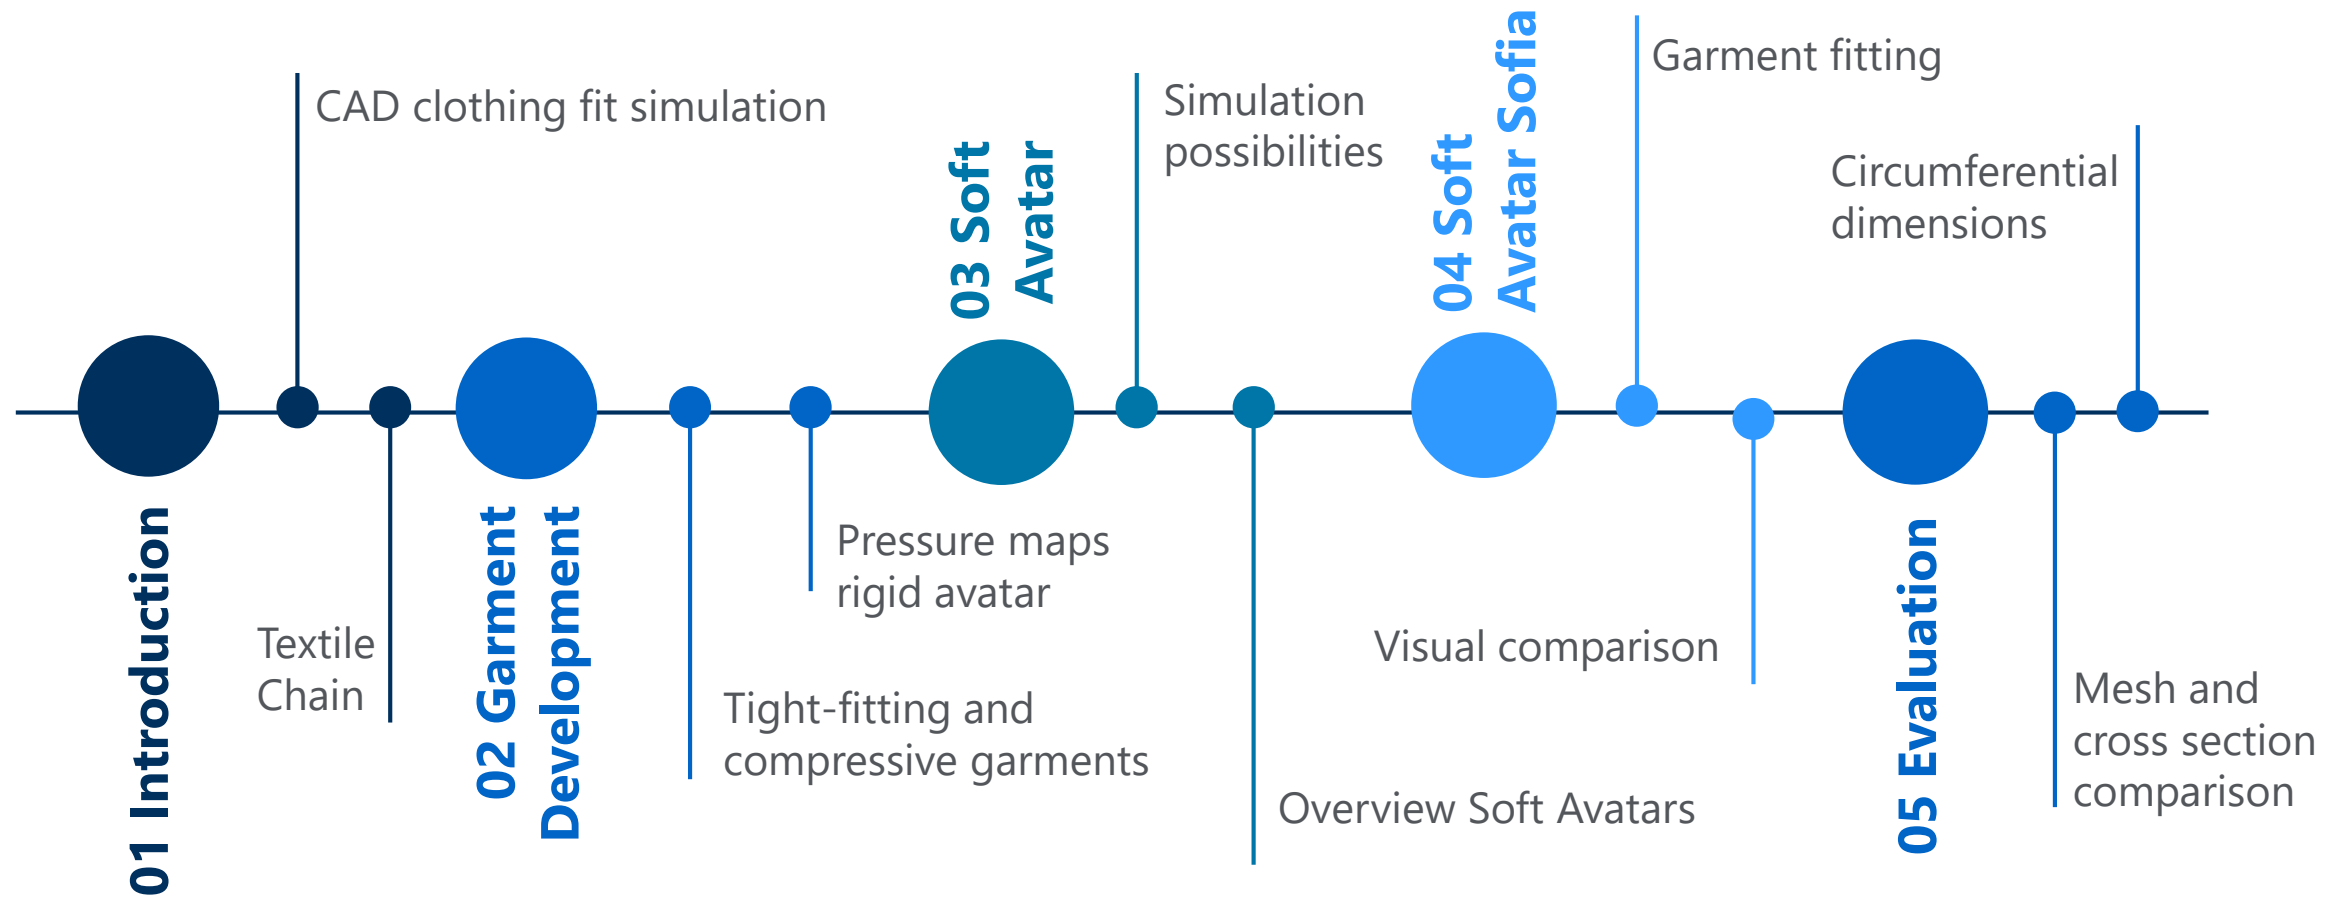 01 Introduction
CAD clothing fit simulation
Textile
Chain
02 Garment
Development
Tight-fitting and
compressive garments
Pressure maps
rigid avatar
03 Soft
Avatar
Simulation
possibilities
Overview Soft Avatars
04 Soft
Avatar Sofia
Garment fitting
Visual comparison
05 Evaluation
Mesh and
cross section
comparison
Circumferential
dimensions